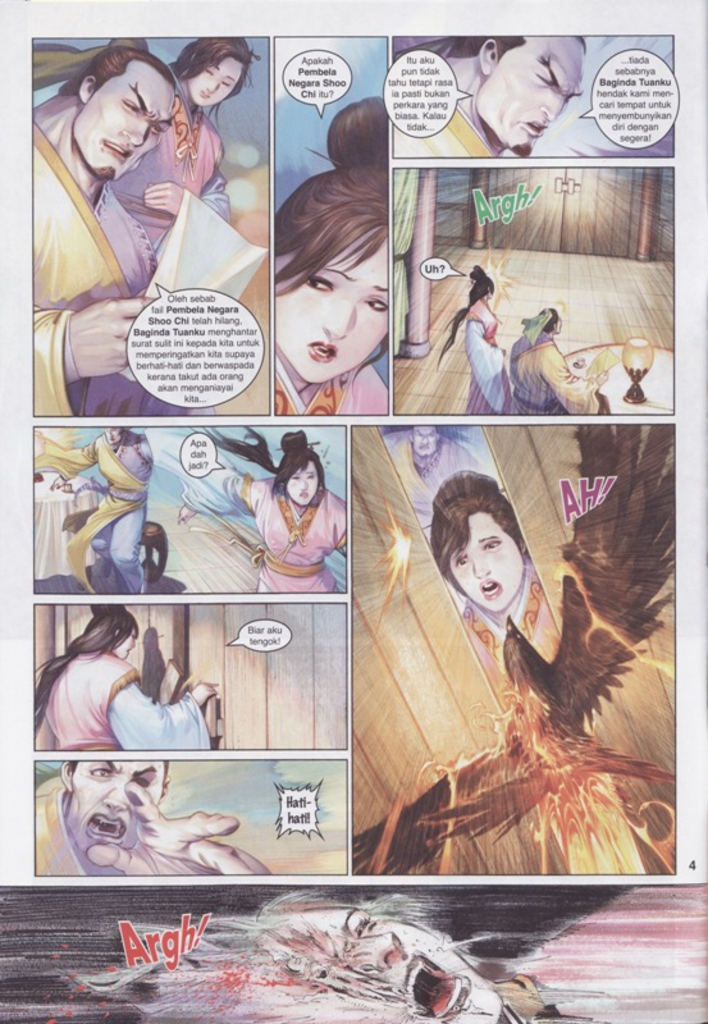 Oleh sebab
fail Pembela Negara
Shoo Chi telah hilang,
Baginda Tuanku menghantar
surat sulit ini kepada kita untuk
memperingatkan kita supaya
berhati-hati dan berwaspada
kerana takut ada orang
akan menganiayai
kita...
Apakah
Pembela
Negara Shoo
Chi itu?
Itu aku
pun tidak
tahu tetapi rasa
ia pasti bukan
perkara yang
biasa. Kalau
tidak...
...tiada
sebabnya
Baginda Tuanku
hendak kami men-
cari tempat untuk
menyembunyikan
diri dengan
segera!
Argh!
Uh?
Apa
dah
jadi?
AH!
Biar aku
tengok!
Hati-
hati!
4
Argh!